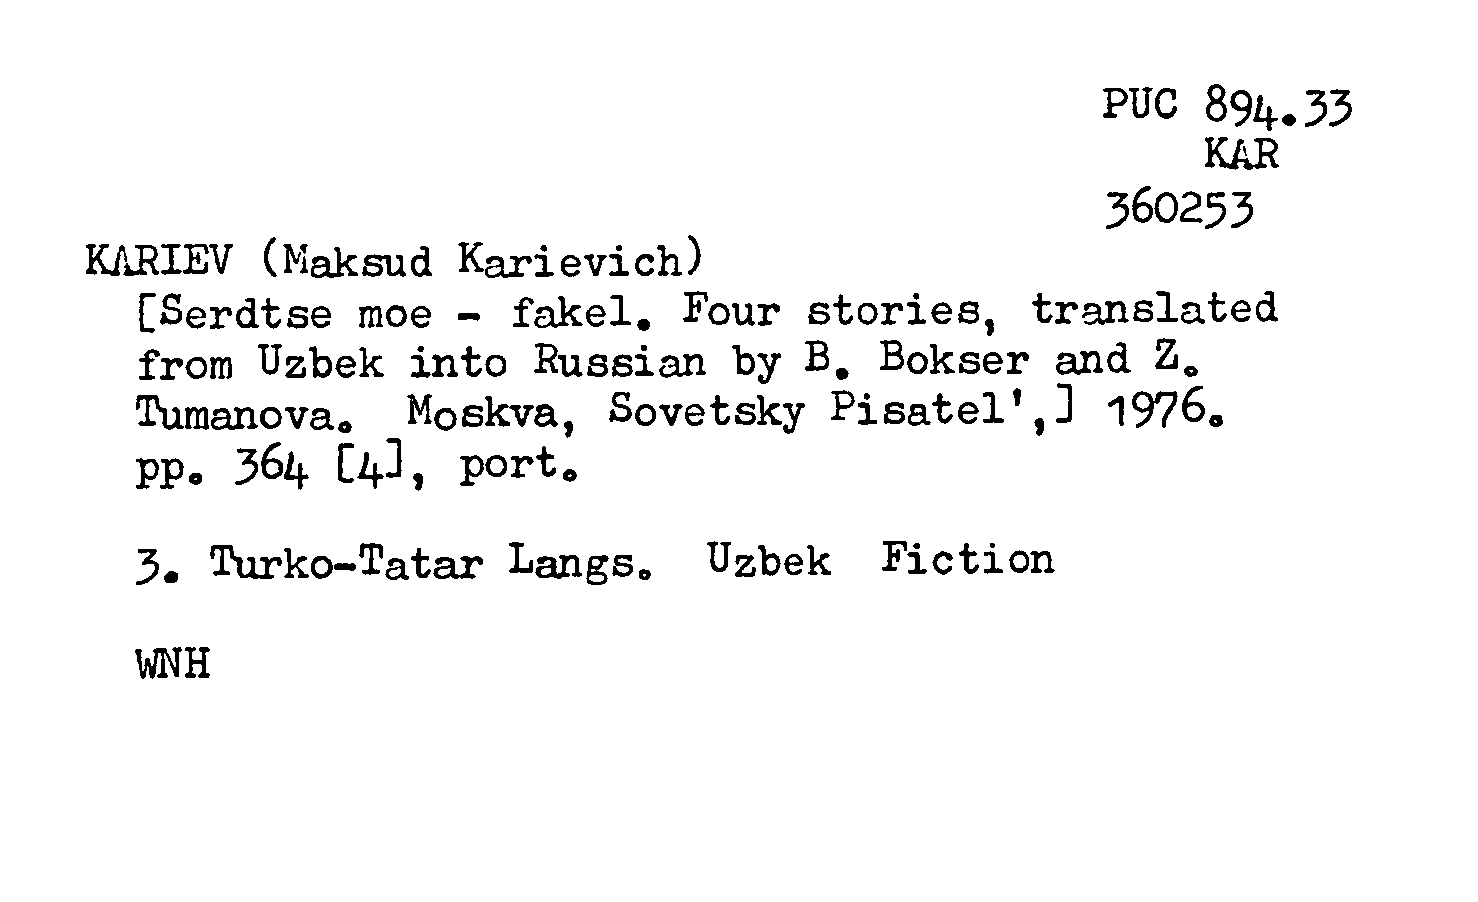 PUC 894.33
KAR
360253
KARIEV (Maksud Karievich)
[Serdtse moe - fakel. Four stories, translated
from Uzbek into Russian by B. Bokser and Z.
Tumanova. Moskva, Sovetsky Pisatel',] 1976.
pp. 364 [4], port.
3. Turko-Tatar Langs. Uzbek Fiction
WNH